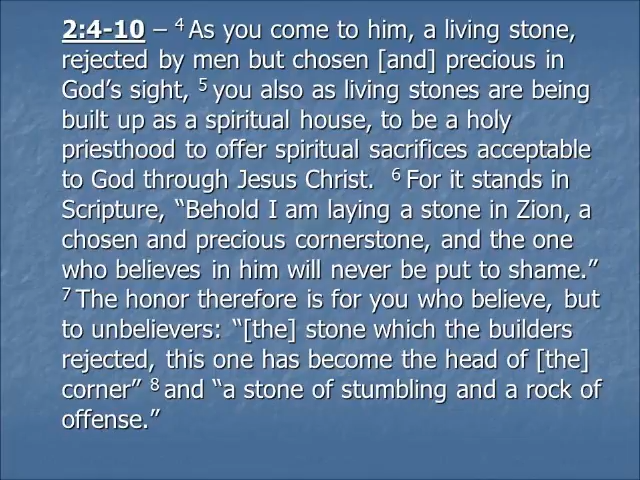 2:4-10 – 4 As you come to him, a living stone,
rejected by men but chosen [and] precious in
God’s sight, 5 you also as living stones are being
built up as a spiritual house, to be a holy
priesthood to offer spiritual sacrifices acceptable
to God through Jesus Christ.  6 For it stands in
Scripture, “Behold I am laying a stone in Zion, a
chosen and precious cornerstone, and the one
who believes in him will never be put to shame.”
7 The honor therefore is for you who believe, but
to unbelievers: “[the] stone which the builders
rejected, this one has become the head of [the]
corner” 8 and “a stone of stumbling and a rock of
offense.”